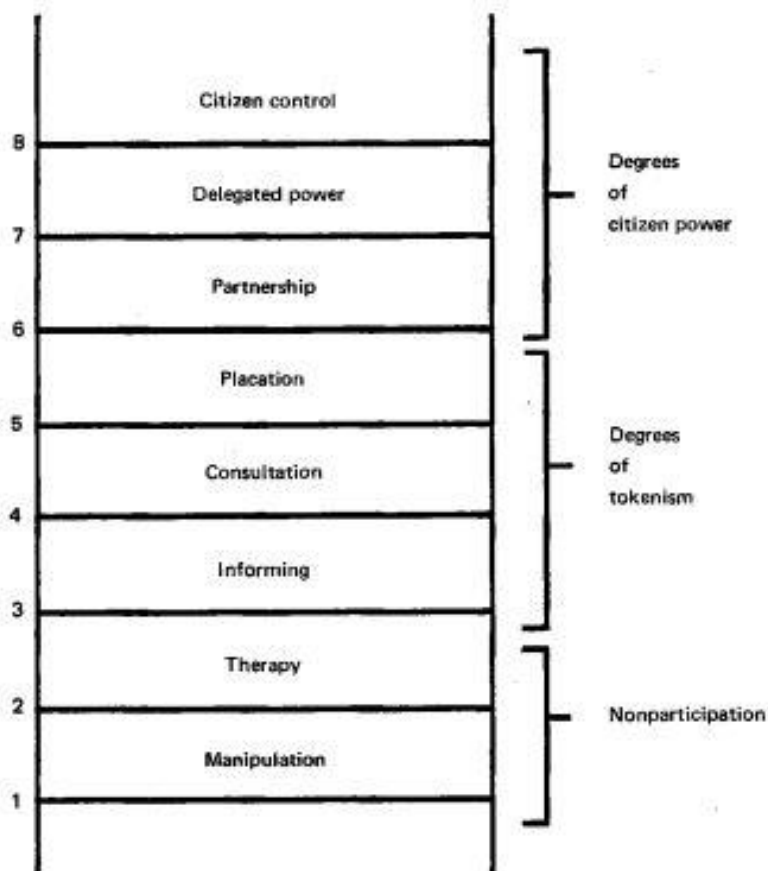 Citizen control
8
Delegated power
7
Partnership
6
Placation
5
Consultation
4
Informing
3
Therapy
2
Manipulation
1
Degrees
of
citizen power
Degrees
of
tokenism
Nonparticipation